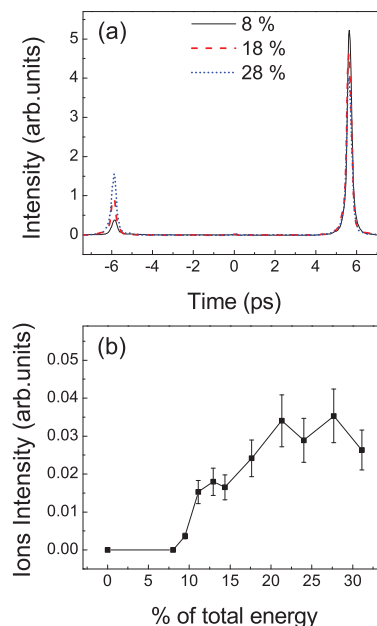 (a)
8 %
18 %
28 %
5
4
3
2
1
0
Intensity (arb.units)
-6 -4 -2 0 2 4 6
Time (ps)
(b)
0.05
0.04
0.03
0.02
0.01
0.00
Ions Intensity (arb.units)
0 5 10 15 20 25 30
% of total energy